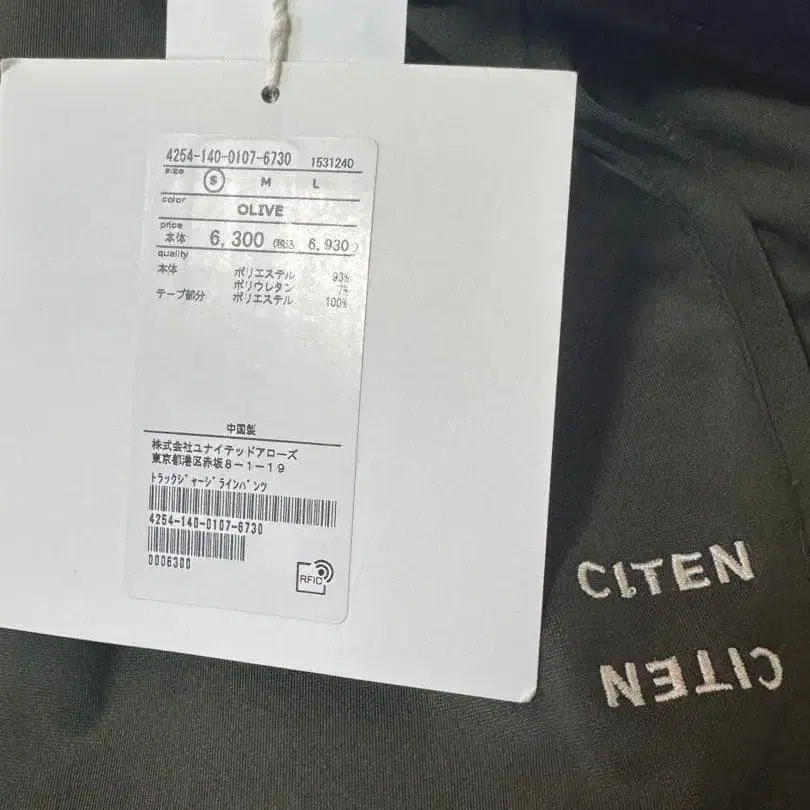 4254-140-0107-6730 1531240
size Ⓢ M L
color
OLIVE
price
本体 6,300 (税込 6,930)
quality
本体 ポリエステル 93%
ポリウレタン 7%
テープ部分 ポリエステル 100%
中国製
株式会社ユナイテッドアローズ
東京都港区赤坂8-1-19
トラックジャージラインパンツ
4254-140-0107-6730
0006300
RFID
CITEN
CITEN